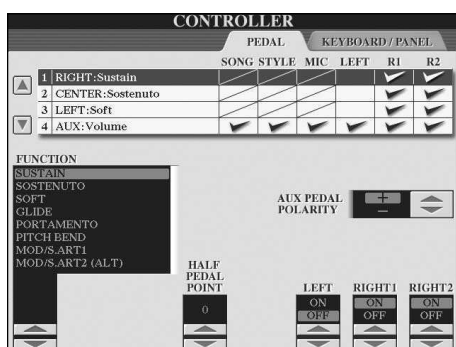 CONTROLLER
PEDAL KEYBOARD / PANEL
SONG STYLE MIC LEFT R1 R2
1 RIGHT:Sustain
2 CENTER:Sostenuto
3 LEFT:Soft
4 AUX:Volume
FUNCTION
SUSTAIN
SOSTENUTO
SOFT
GLIDE
PORTAMENTO
PITCH BEND
MOD/S.ART1
MOD/S.ART2 (ALT)
HALF
PEDAL
POINT
0
AUX PEDAL
POLARITY
+
−
LEFT RIGHT1 RIGHT2
ON ON ON
OFF OFF OFF